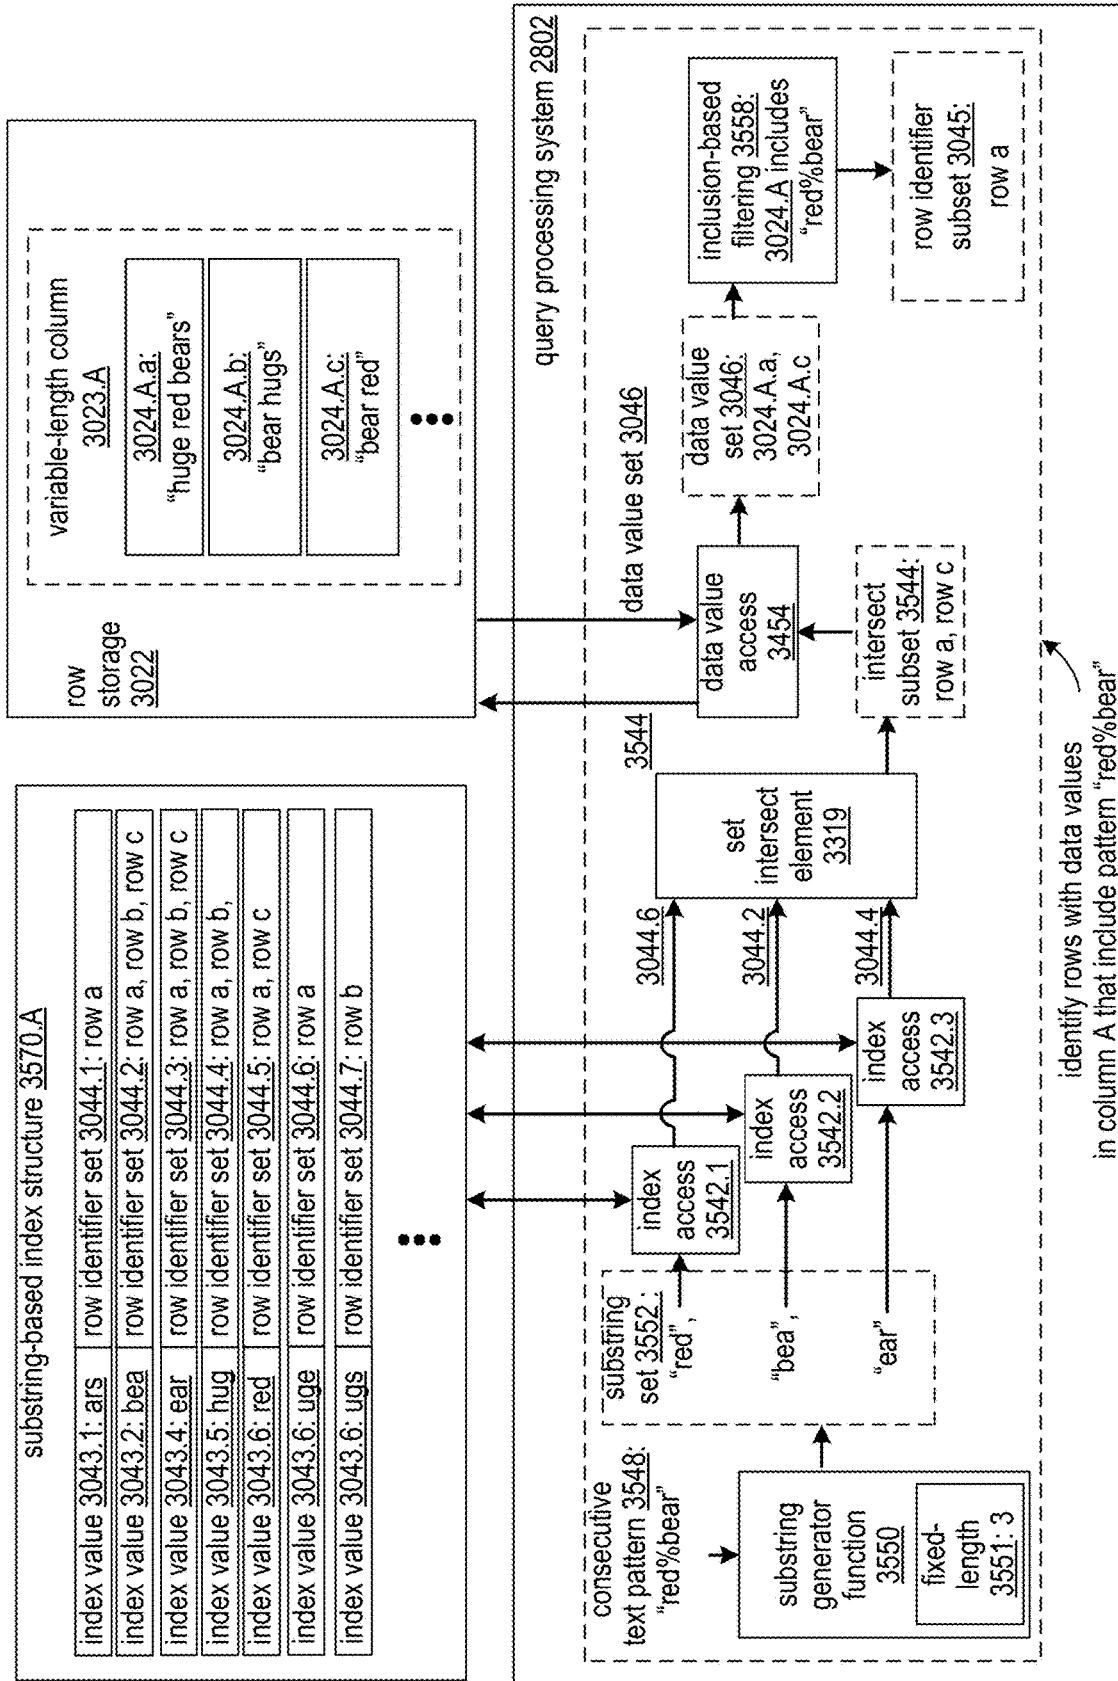 substring-based index structure 3570.A
index value 3043.1: ars
row identifier set 3044.1: row a
index value 3043.2: bea
row identifier set 3044.2: row a, row b, row c
index value 3043.4: ear
row identifier set 3044.3: row a, row b, row c
index value 3043.5: hug
row identifier set 3044.4: row a, row b,
index value 3043.6: red
row identifier set 3044.5: row a, row c
index value 3043.6: uge
row identifier set 3044.6: row a
index value 3043.6: ugs
row identifier set 3044.7: row b
row
storage
3022
variable-length column
3023.A
3024.A.a:
“huge red bears”
3024.A.b:
“bear hugs”
3024.A.c:
“bear red”
query processing system 2802
consecutive
text pattern 3548:
“red%bear”
substring
generator
function
3550
fixed-
length
3551: 3
substring
set 3552 :
“red”,
“bea”,
“ear”
index
access
3542.1
index
access
3542.2
index
access
3542.3
3044.6
3044.2
3044.4
set
intersect
element
3319
intersect
subset 3544:
row a, row c
3544
data value set 3046
data value
access
3454
data value
set 3046:
3024.A.a,
3024.A.c
inclusion-based
filtering 3558:
3024.A includes
“red%bear”
row identifier
subset 3045:
row a
identify rows with data values
in column A that include pattern “red%bear”